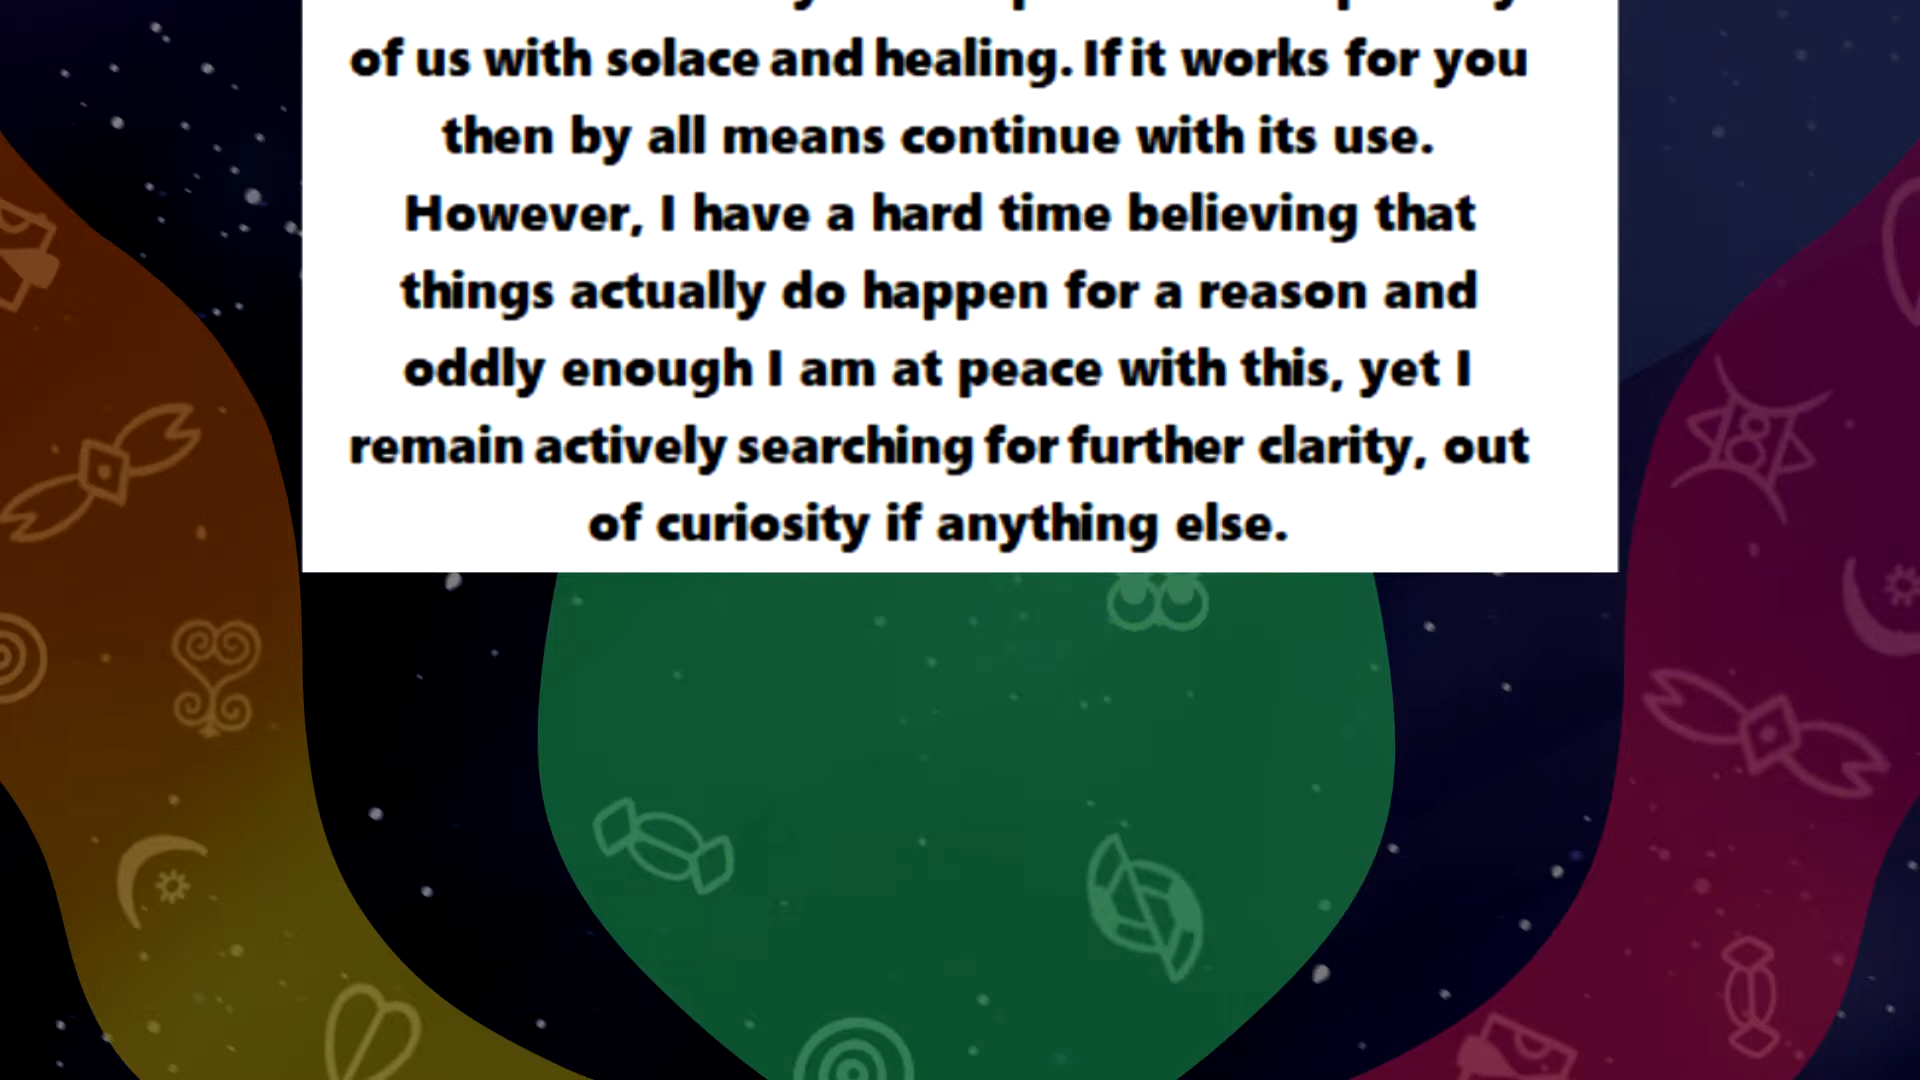 of us with solace and healing. If it works for you
then by all means continue with its use.
However, I have a hard time believing that
things actually do happen for a reason and
oddly enough I am at peace with this, yet I
remain actively searching for further clarity, out
of curiosity if anything else.